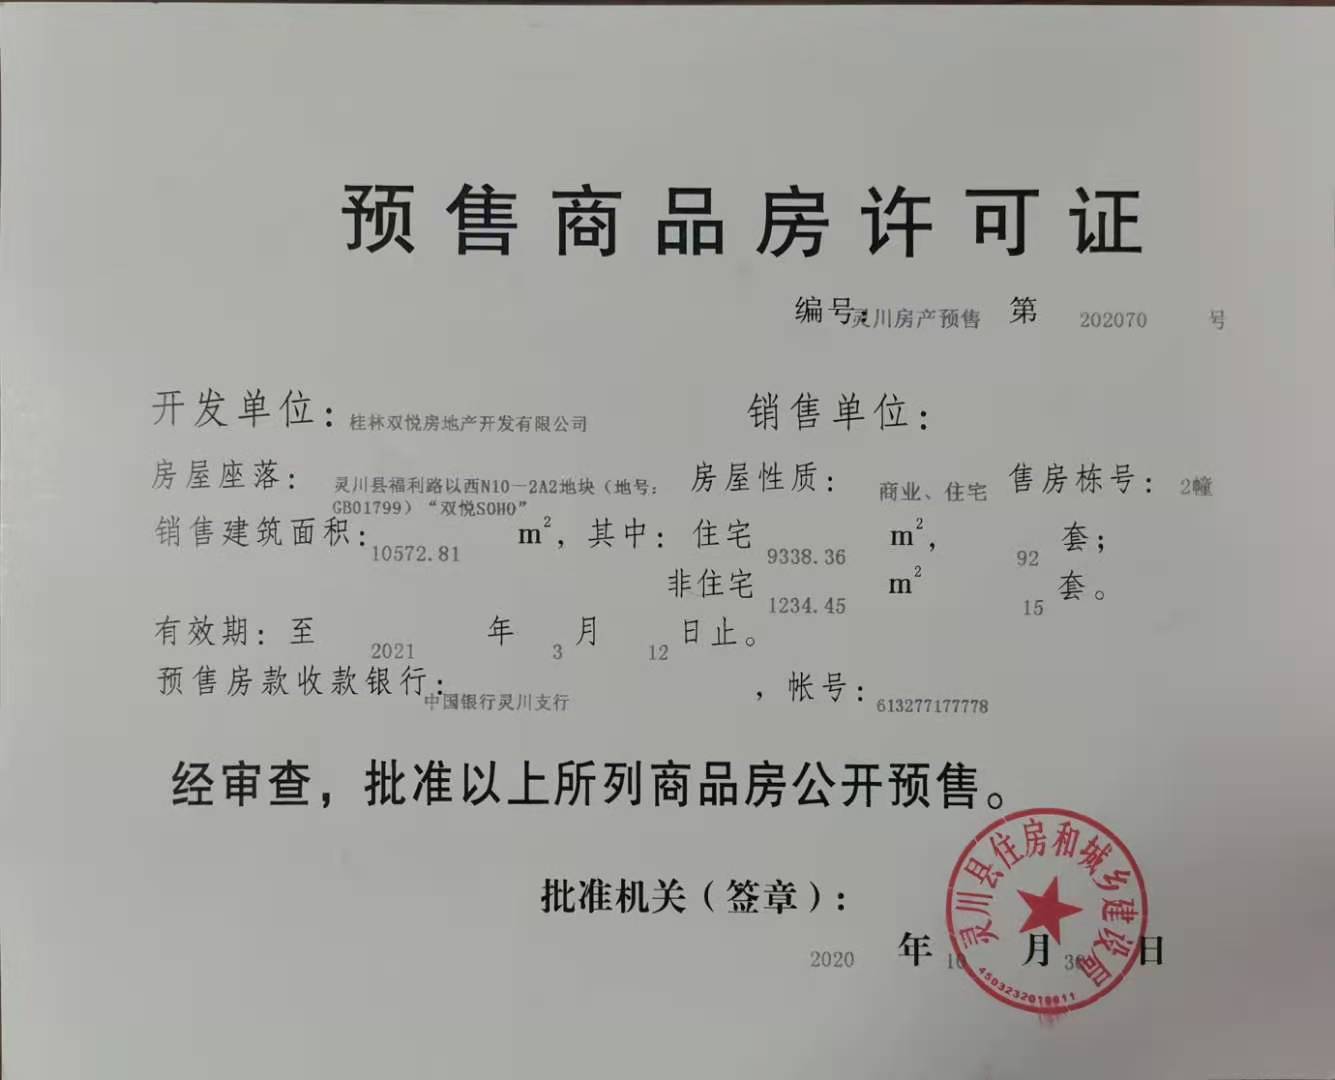 预售商品房许可证
编号：灵川房产预售 第 202070 号
开发单位：桂林双悦房地产开发有限公司 销售单位：
房屋座落：灵川县福利路以西N10－2A2地块（地号：GB01799）“双悦SOHO” 房屋性质：商业、住宅 售房栋号：2幢
销售建筑面积：10572.81 m²，其中：住宅 9338.36 m²， 92 套；
非住宅 1234.45 m² 15 套。
有效期：至 2021 年 3 月 12 日止。
预售房款收款银行：中国银行灵川支行 ，帐号：613277177778
经审查，批准以上所列商品房公开预售。
批准机关（签章）：
2020 年 10 月 30 日
灵川县住房和城乡建设局
4503232010011